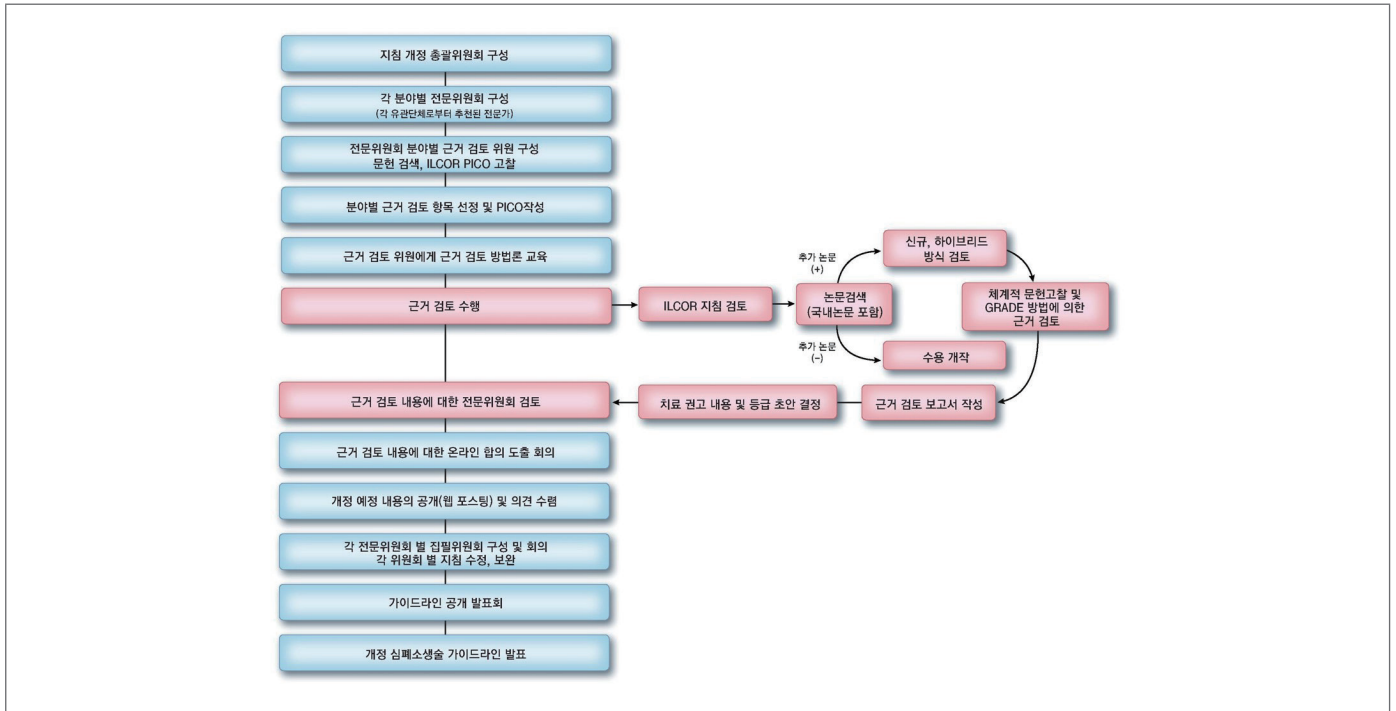 지침 개정 총괄위원회 구성
각 분야별 전문위원회 구성
(각 유관단체로부터 추천된 전문가)
전문위원회 분야별 근거 검토 위원 구성
문헌 검색, ILCOR PICO 고찰
분야별 근거 검토 항목 선정 및 PICO작성
근거 검토 위원에게 근거 검토 방법론 교육
근거 검토 수행
ILCOR 지침 검토
논문검색
(국내논문 포함)
추가 논문
(+)
신규, 하이브리드
방식 검토
체계적 문헌고찰 및
GRADE 방법에 의한
근거 검토
추가 논문
(−)
수용 개작
근거 검토 보고서 작성
치료 권고 내용 및 등급 초안 결정
근거 검토 내용에 대한 전문위원회 검토
근거 검토 내용에 대한 온라인 합의 도출 회의
개정 예정 내용의 공개(웹 포스팅) 및 의견 수렴
각 전문위원회 별 집필위원회 구성 및 회의
각 위원회 별 지침 수정, 보완
가이드라인 공개 발표회
개정 심폐소생술 가이드라인 발표